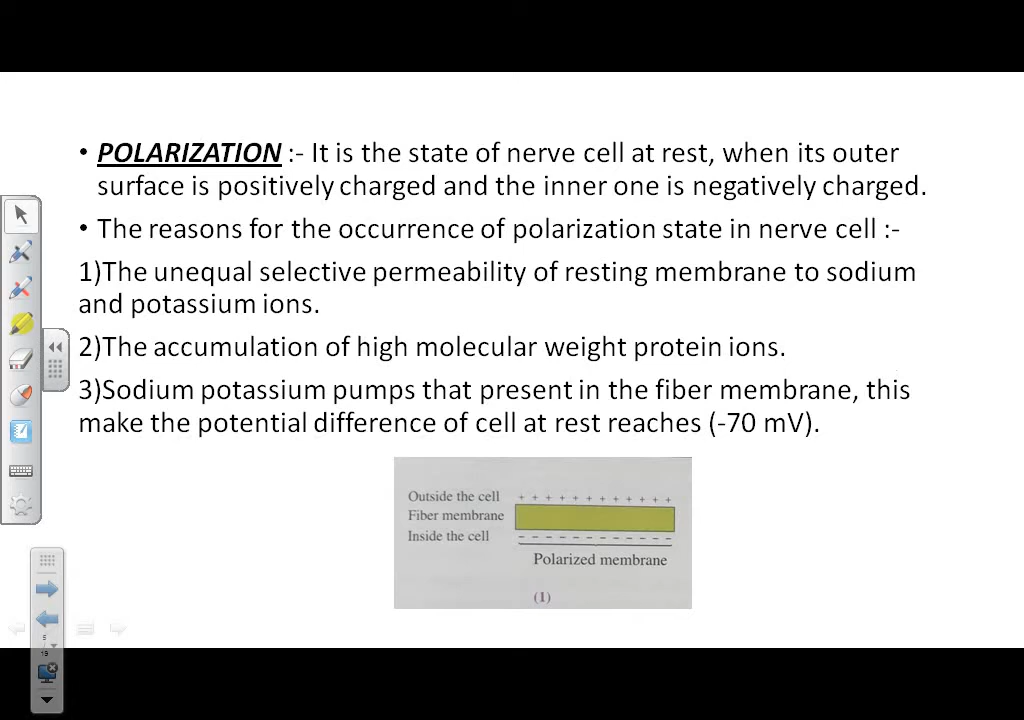 • POLARIZATION :- It is the state of nerve cell at rest, when its outer
surface is positively charged and the inner one is negatively charged.
• The reasons for the occurrence of polarization state in nerve cell :-
1)The unequal selective permeability of resting membrane to sodium
and potassium ions.
2)The accumulation of high molecular weight protein ions.
3)Sodium potassium pumps that present in the fiber membrane, this
make the potential difference of cell at rest reaches (-70 mV).
Outside the cell + + + + + + + + + + + +
Fiber membrane
Inside the cell - - - - - - - - - - - -
Polarized membrane
(1)
5
19